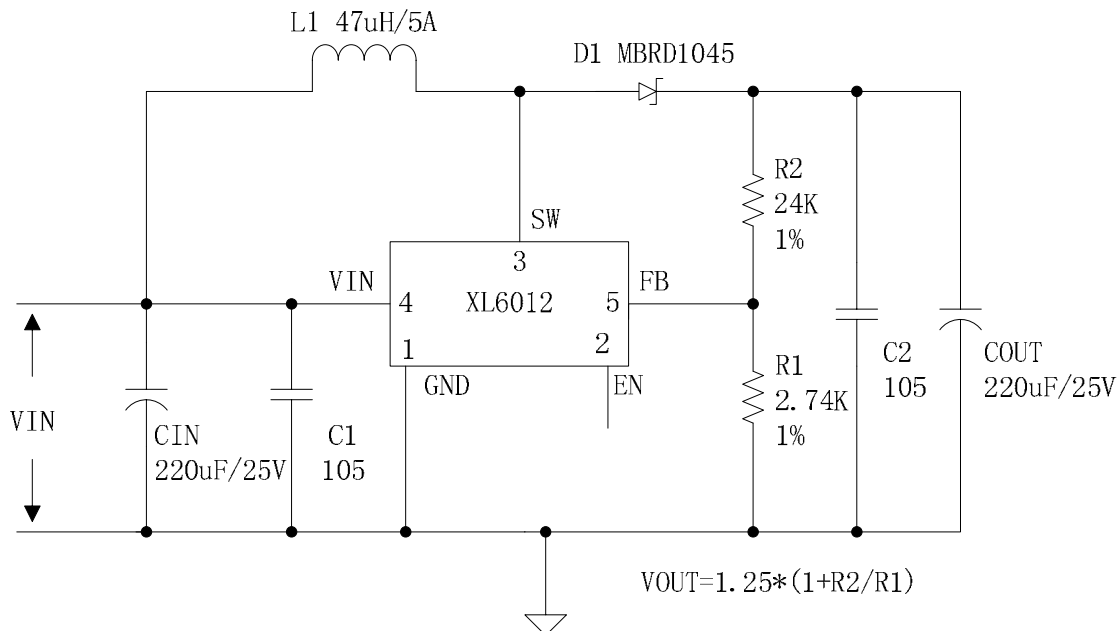 L1 47uH/5A
D1 MBRD1045
R2
24K
1%
SW
3
VIN
4
XL6012
5
FB
1
2
GND
EN
R1
2.74K
1%
C2
105
COUT
220uF/25V
VIN
CIN
220uF/25V
C1
105
VOUT=1.25*(1+R2/R1)